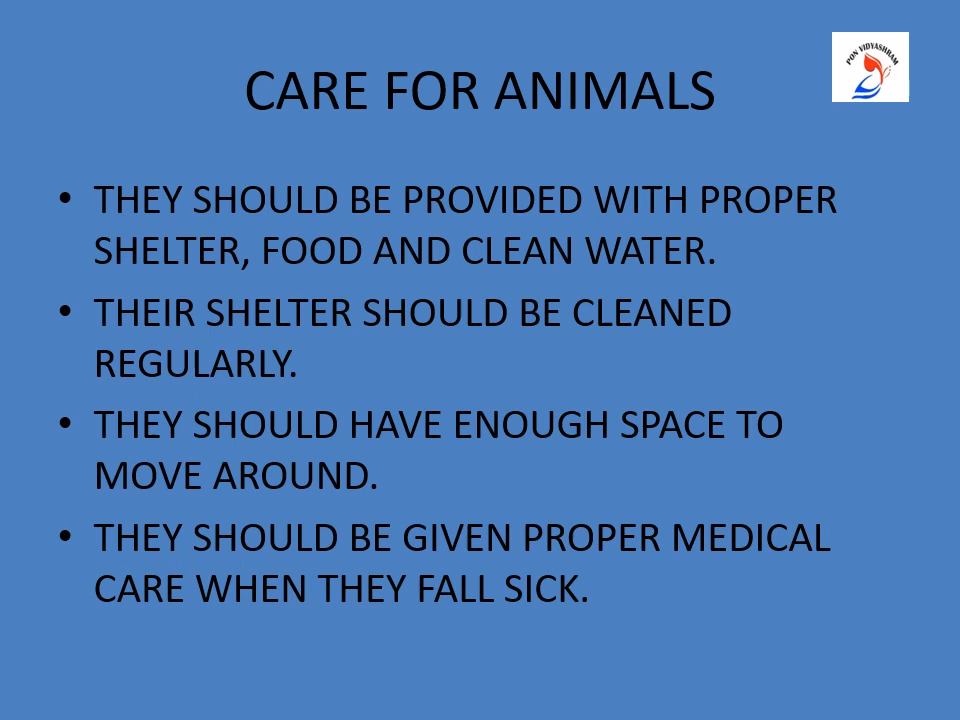 PON VIDYASHRAM
CARE FOR ANIMALS
• THEY SHOULD BE PROVIDED WITH PROPER
SHELTER, FOOD AND CLEAN WATER.
• THEIR SHELTER SHOULD BE CLEANED
REGULARLY.
• THEY SHOULD HAVE ENOUGH SPACE TO
MOVE AROUND.
• THEY SHOULD BE GIVEN PROPER MEDICAL
CARE WHEN THEY FALL SICK.